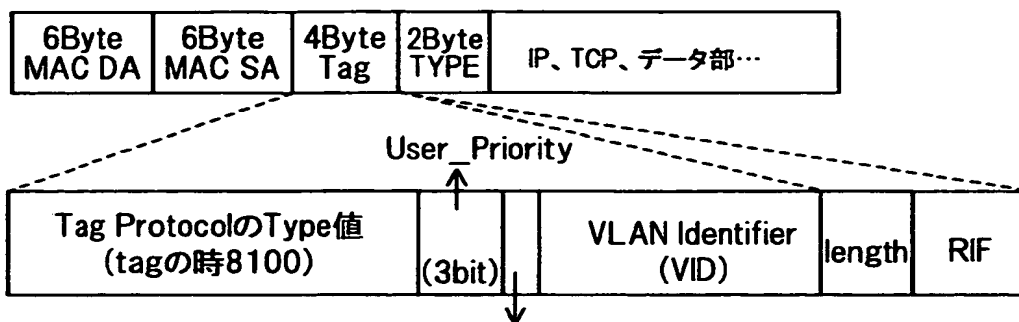 6Byte
MAC DA
6Byte
MAC SA
4Byte
Tag
2Byte
TYPE
IP、TCP、データ部…
User_Priority
Tag ProtocolのType値
(tagの時8100)
(3bit)
VLAN Identifier
(VID)
length
RIF